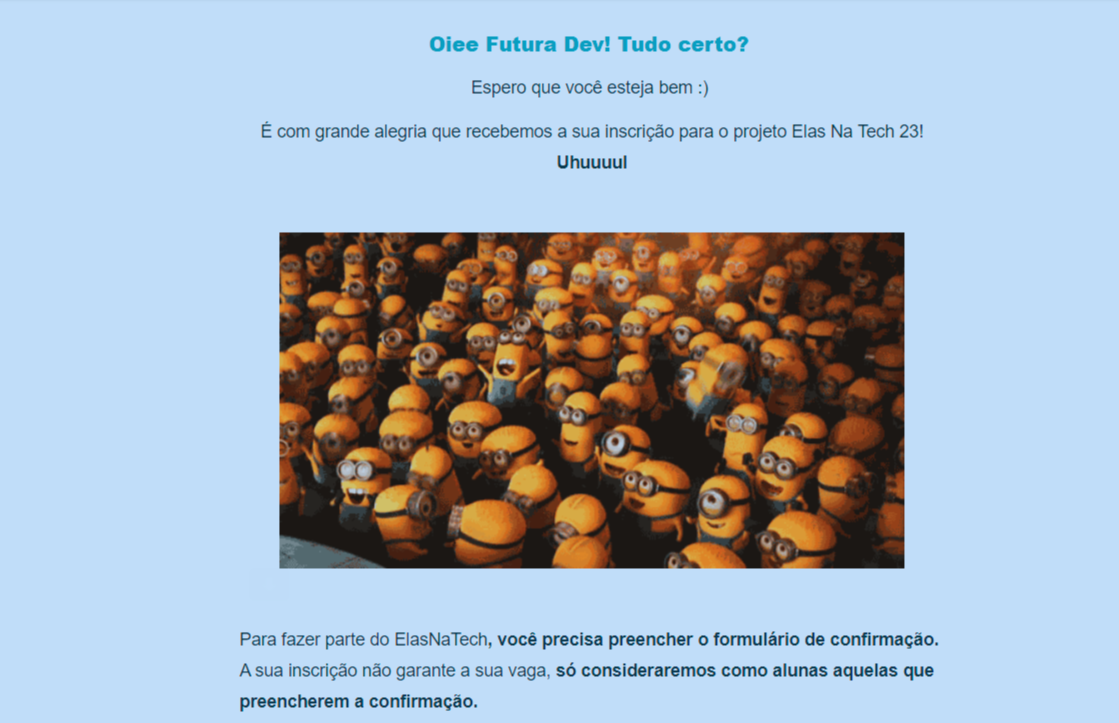 Oiee Futura Dev! Tudo certo?
Espero que você esteja bem :)
É com grande alegria que recebemos a sua inscrição para o projeto Elas Na Tech 23!
Uhuuuul
Para fazer parte do ElasNaTech, você precisa preencher o formulário de confirmação.
A sua inscrição não garante a sua vaga, só consideraremos como alunas aquelas que
preencherem a confirmação.